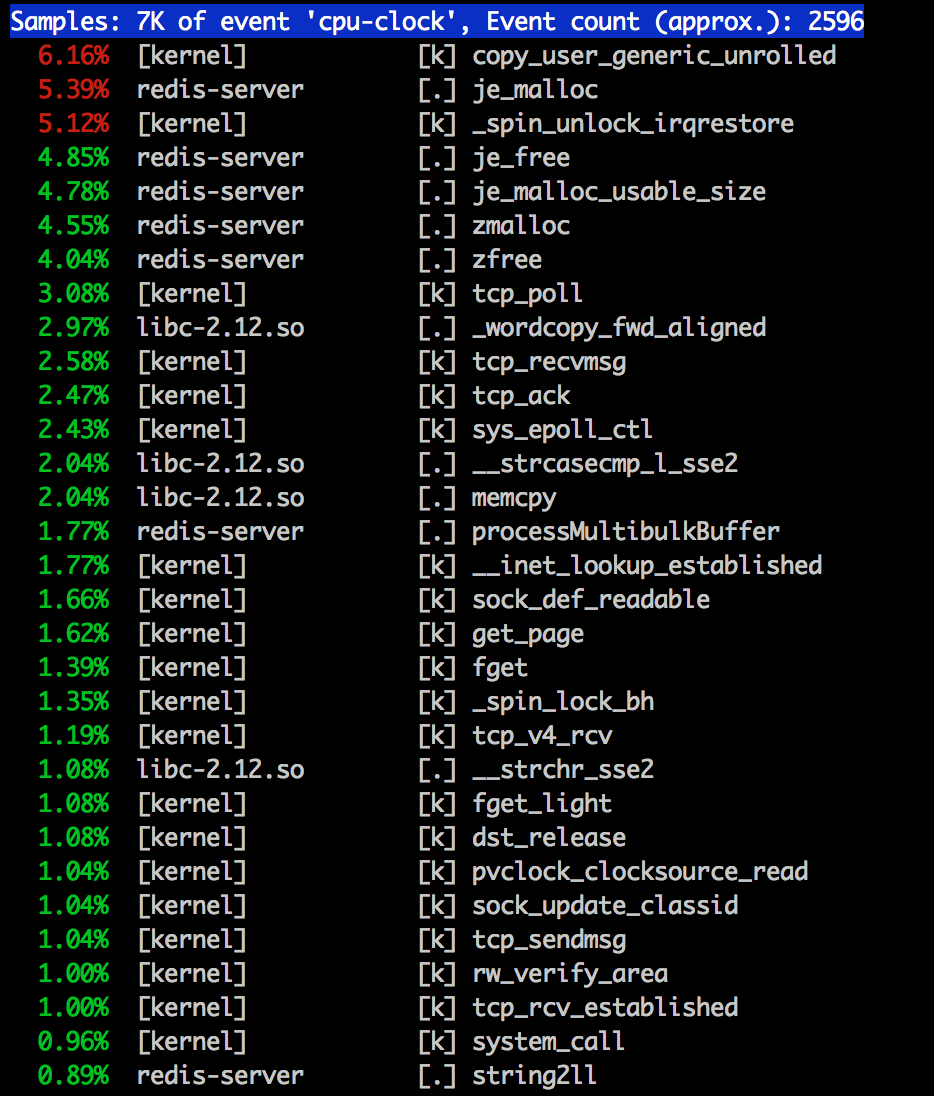 Samples: 7K of event 'cpu-clock', Event count (approx.): 2596
6.16% [kernel] [k] copy_user_generic_unrolled
5.39% redis-server [.] je_malloc
5.12% [kernel] [k] _spin_unlock_irqrestore
4.85% redis-server [.] je_free
4.78% redis-server [.] je_malloc_usable_size
4.55% redis-server [.] zmalloc
4.04% redis-server [.] zfree
3.08% [kernel] [k] tcp_poll
2.97% libc-2.12.so [.] _wordcopy_fwd_aligned
2.58% [kernel] [k] tcp_recvmsg
2.47% [kernel] [k] tcp_ack
2.43% [kernel] [k] sys_epoll_ctl
2.04% libc-2.12.so [.] __strcasecmp_l_sse2
2.04% libc-2.12.so [.] memcpy
1.77% redis-server [.] processMultibulkBuffer
1.77% [kernel] [k] __inet_lookup_established
1.66% [kernel] [k] sock_def_readable
1.62% [kernel] [k] get_page
1.39% [kernel] [k] fget
1.35% [kernel] [k] _spin_lock_bh
1.19% [kernel] [k] tcp_v4_rcv
1.08% libc-2.12.so [.] __strchr_sse2
1.08% [kernel] [k] fget_light
1.08% [kernel] [k] dst_release
1.04% [kernel] [k] pvclock_clocksource_read
1.04% [kernel] [k] sock_update_classid
1.04% [kernel] [k] tcp_sendmsg
1.00% [kernel] [k] rw_verify_area
1.00% [kernel] [k] tcp_rcv_established
0.96% [kernel] [k] system_call
0.89% redis-server [.] string2ll